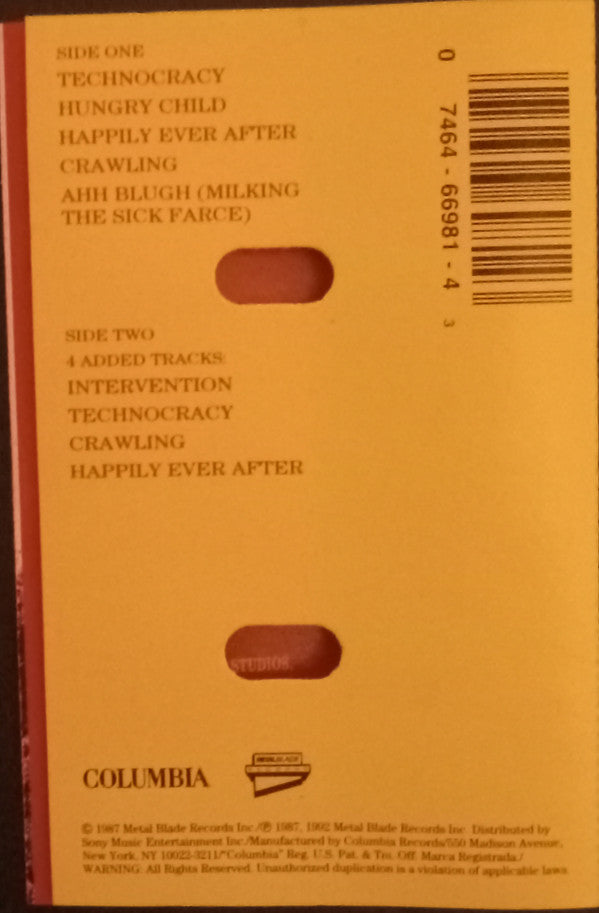 SIDE ONE
TECHNOCRACY
HUNGRY CHILD
HAPPILY EVER AFTER
CRAWLING
AHH BLUGH (MILKING
THE SICK FARCE)
0 7464 - 66981 - 4 3
SIDE TWO
4 ADDED TRACKS:
INTERVENTION
TECHNOCRACY
CRAWLING
HAPPILY EVER AFTER
STUDIOS,
COLUMBIA
METAL BLADE
RECORDS
© 1987 Metal Blade Records Inc./℗ 1987, 1992 Metal Blade Records Inc. Distributed by
Sony Music Entertainment Inc./Manufactured by Columbia Records/550 Madison Avenue,
New York, NY 10022-3211/"Columbia" Reg. U.S. Pat. & Tm. Off. Marca Registrada./
WARNING: All Rights Reserved. Unauthorized duplication is a violation of applicable laws.